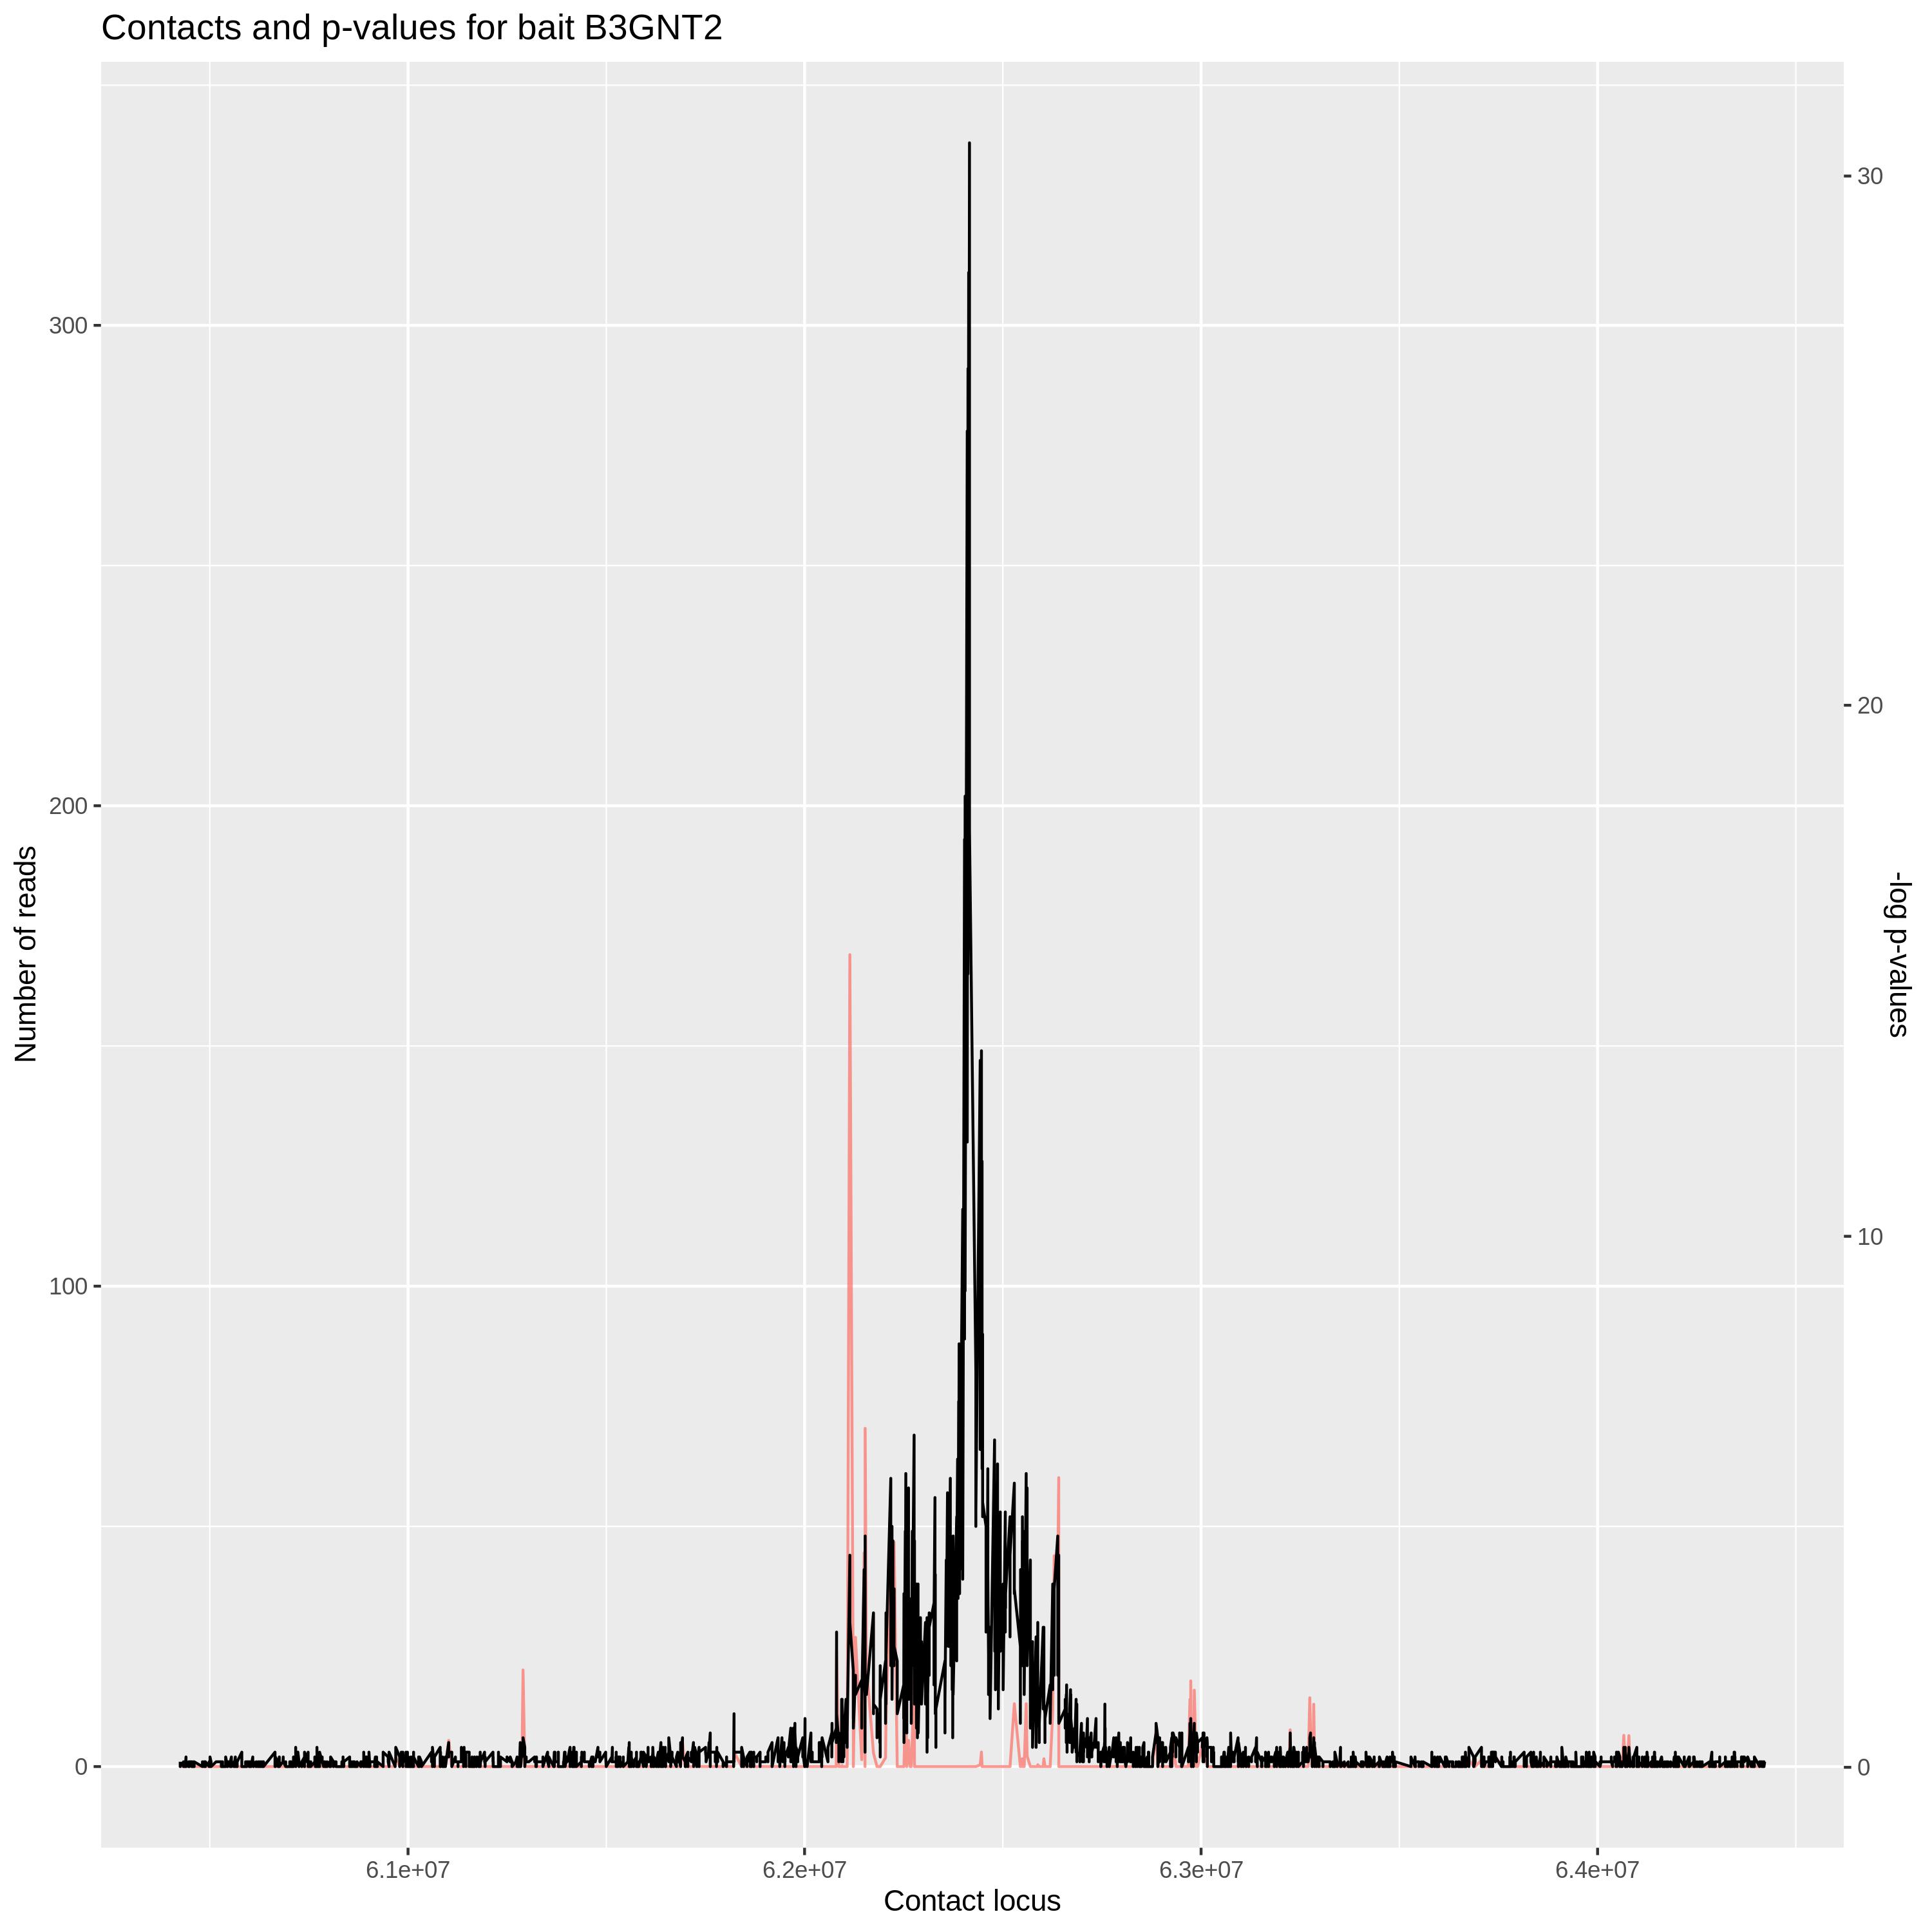 Contacts and p-values for bait B3GNT2
Number of reads
300
200
100
0
30
20
10
0
-log p-values
6.1e+07
6.2e+07
6.3e+07
6.4e+07
Contact locus